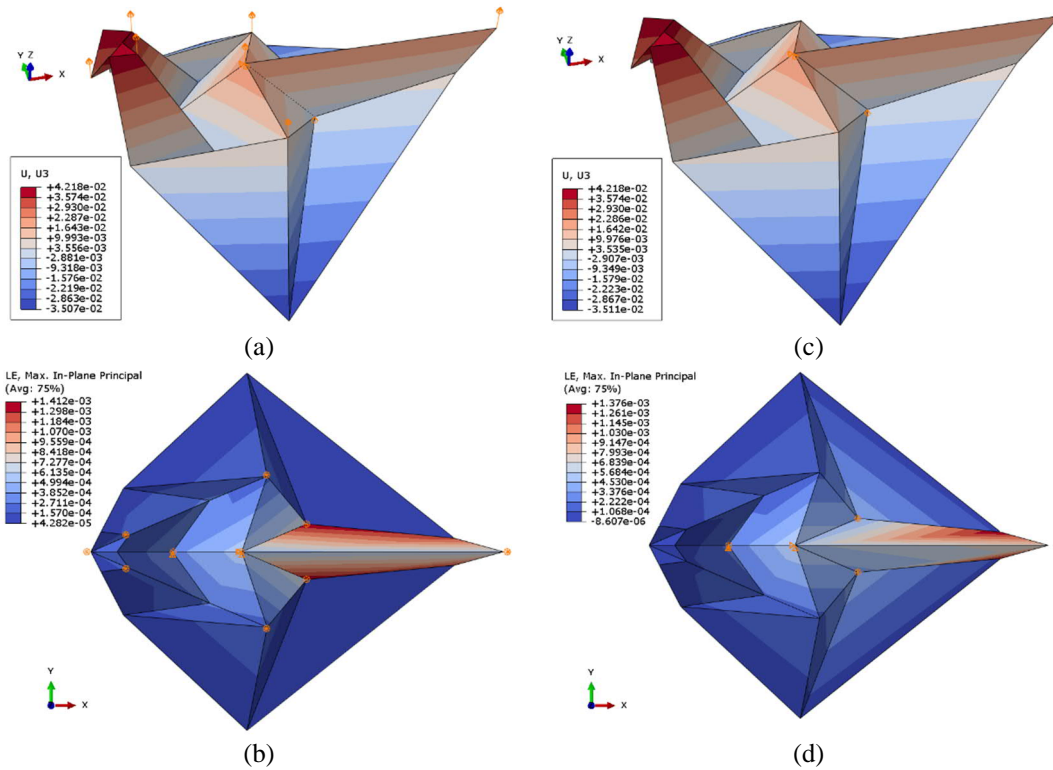 Y Z
X
U, U3
+4.218e-02
+3.574e-02
+2.930e-02
+2.287e-02
+1.643e-02
+9.993e-03
+3.556e-03
-2.881e-03
-9.318e-03
-1.576e-02
-2.219e-02
-2.863e-02
-3.507e-02
(a)
Y Z
X
U, U3
+4.218e-02
+3.574e-02
+2.930e-02
+2.286e-02
+1.642e-02
+9.976e-03
+3.535e-03
-2.907e-03
-9.349e-03
-1.579e-02
-2.223e-02
-2.867e-02
-3.511e-02
(c)
LE, Max. In-Plane Principal
(Avg: 75%)
+1.412e-03
+1.298e-03
+1.184e-03
+1.070e-03
+9.559e-04
+8.418e-04
+7.277e-04
+6.135e-04
+4.994e-04
+3.852e-04
+2.711e-04
+1.570e-04
+4.282e-05
Y
X
(b)
LE, Max. In-Plane Principal
(Avg: 75%)
+1.376e-03
+1.261e-03
+1.145e-03
+1.030e-03
+9.147e-04
+7.993e-04
+6.839e-04
+5.684e-04
+4.530e-04
+3.376e-04
+2.222e-04
+1.068e-04
-8.607e-06
Y
X
(d)